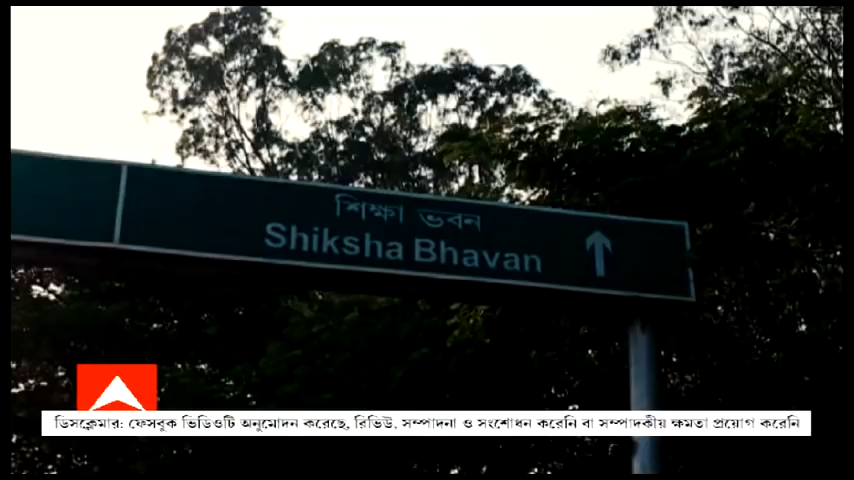 শিক্ষা ভবন
Shiksha Bhavan
ডিসক্লেমার: ফেসবুক ভিডিওটি অনুমোদন করেছে, রিভিউ, সম্পাদনা ও সংশোধন করেনি বা সম্পাদকীয় ক্ষমতা প্রয়োগ করেনি